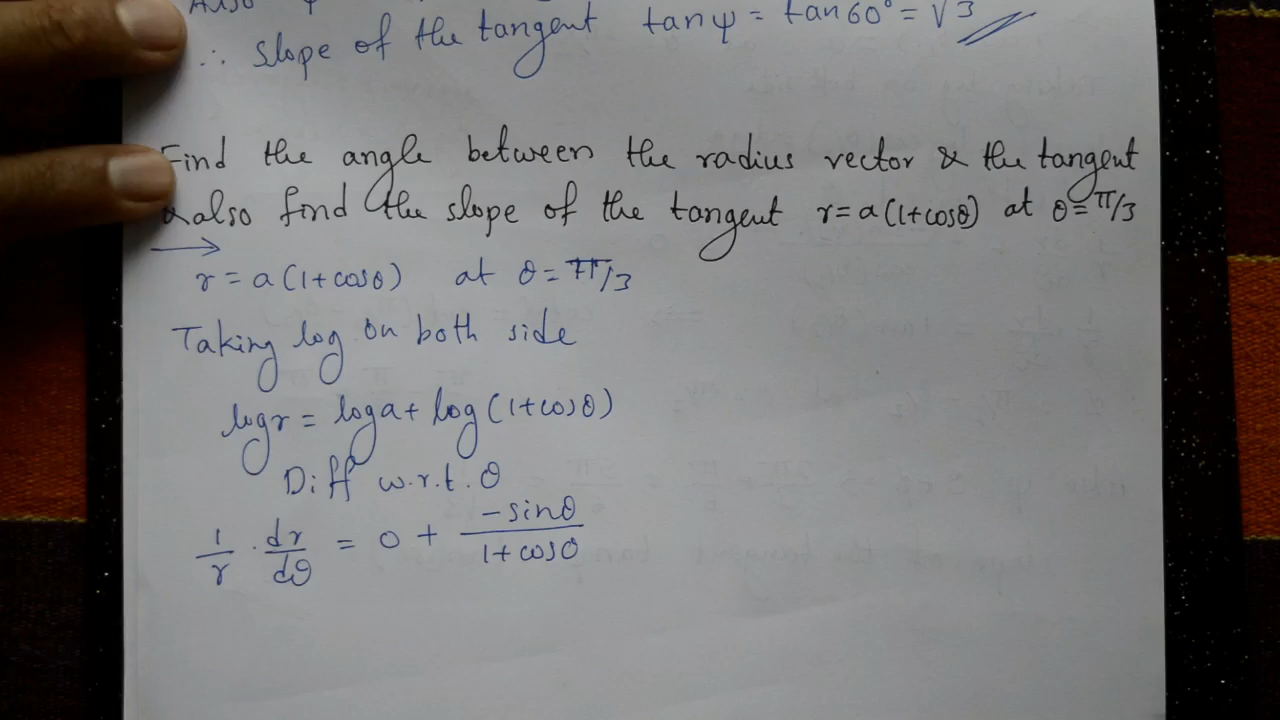 ∴ slope of the tangent tanψ = tan60° = √3
Find the angle between the radius vector & the tangent
& also find the slope of the tangent r=a(1+cosθ) at θ=π/3
→
r = a(1+cosθ) at θ = π/3
Taking log on both side
logr = loga + log(1+cosθ)
Diff w.r.t. θ
1/r · dr/dθ = 0 + -sinθ/1+cosθ